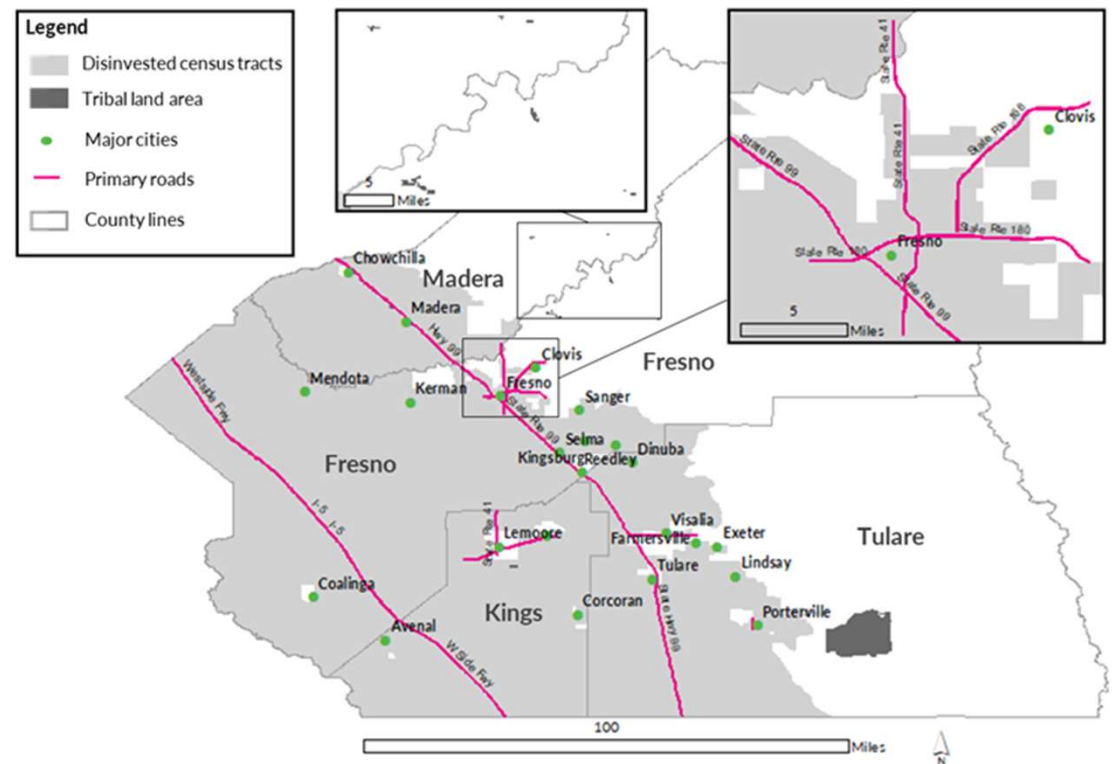 Legend
Disinvested census tracts
Tribal land area
Major cities
Primary roads
County lines
5
Miles
State Rte 41
State Rte 41
State Rte 99
State Rte 168
Clovis
State Rte 180
Fresno
State Rte 180
State Rte 99
5
Miles
Chowchilla
Madera
Madera
Hwy 99
Clovis
Fresno
Fresno
Mendota
Kerman
Sanger
State Rte 99
Selma
Dinuba
Kingsburg
Reedley
Westside Fwy
Fresno
I-5
I-5
State Rte 41
Lemoore
Visalia
Farmersville
Exeter
Tulare
Tulare
Lindsay
Coalinga
Kings
Corcoran
Porterville
State Hwy 99
Avenal
W Side Fwy
100
Miles
N